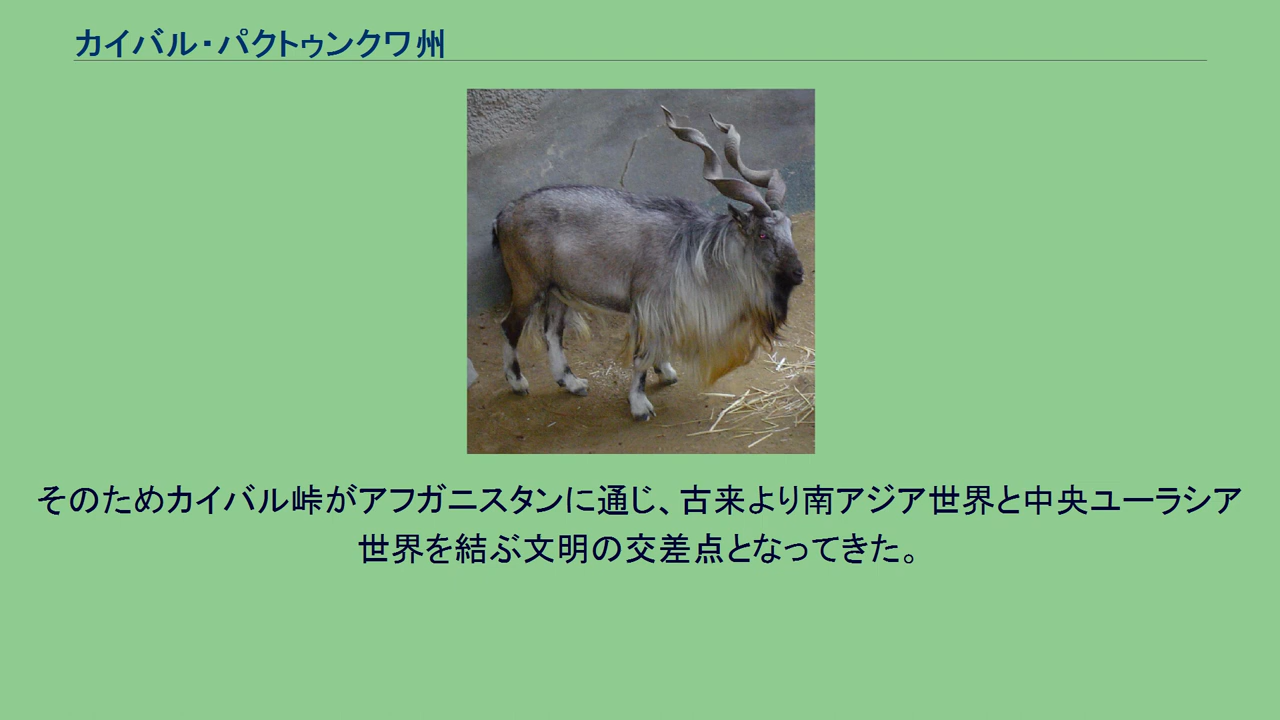 カイバル・パクトゥンクワ州
そのためカイバル峠がアフガニスタンに通じ、古来より南アジア世界と中央ユーラシア
世界を結ぶ文明の交差点となってきた。